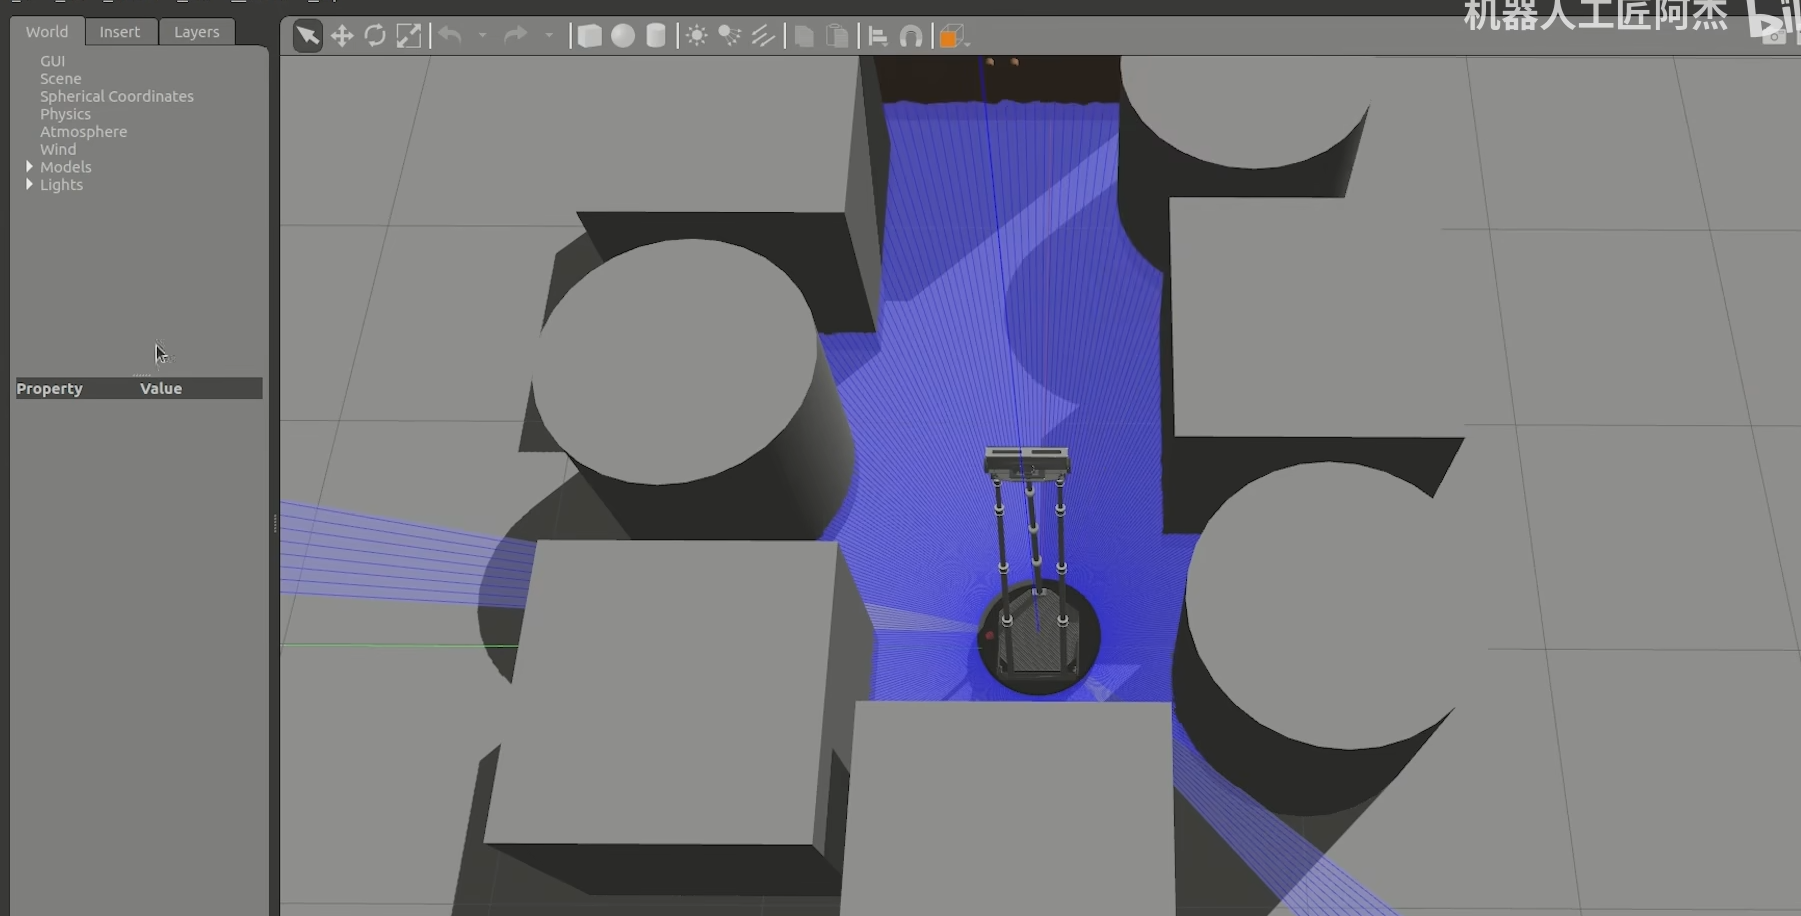 机器人工匠阿杰
World Insert Layers
GUI
Scene
Spherical Coordinates
Physics
Atmosphere
Wind
Models
Lights
Property Value